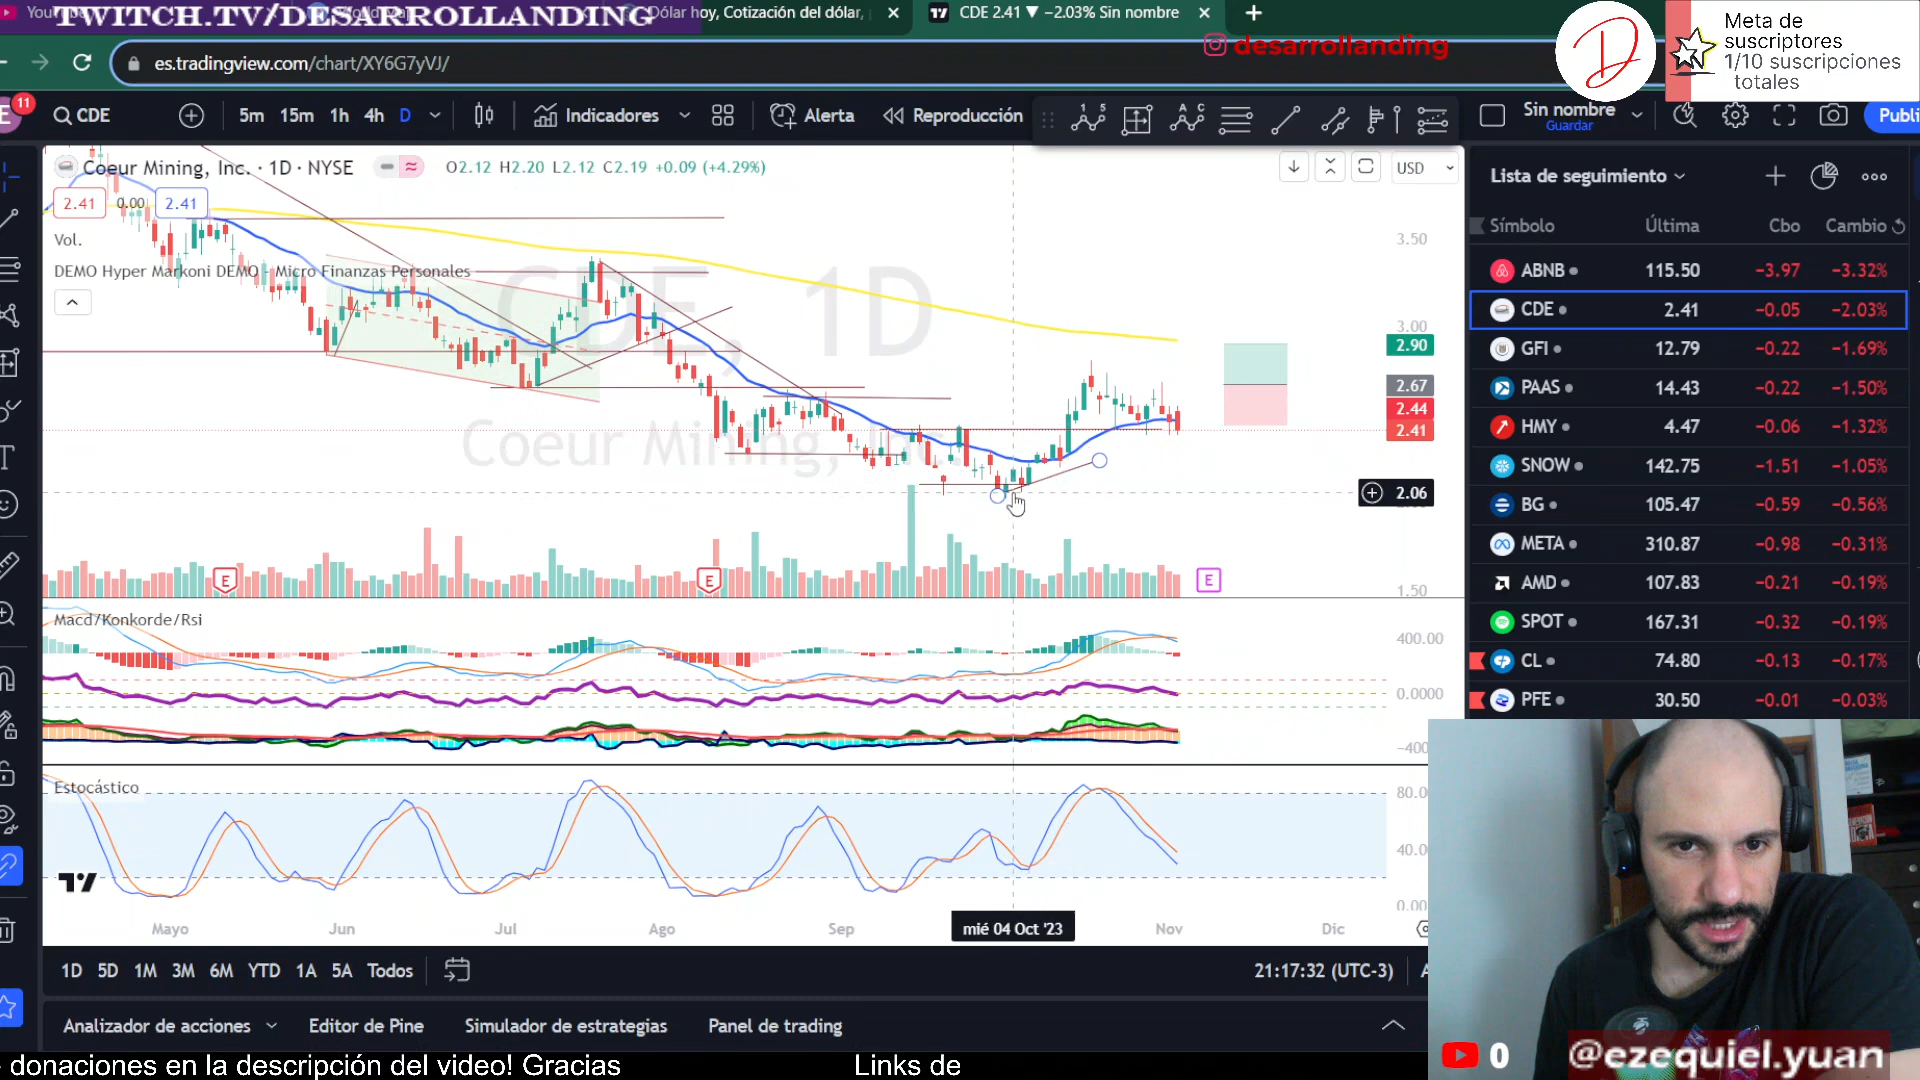 TWITCH.TV/DESARROLLANDING
Dólar hoy, Cotización del dólar,
CDE 2.41 ▼ −2.03% Sin nombre
es.tradingview.com/chart/XY6G7yVJ/
desarrollanding
D
Meta de
suscriptores
1/10 suscripciones
totales
11
CDE
5m 15m 1h 4h D
Indicadores
Alerta
Reproducción
Sin nombre
Guardar
Publi
Coeur Mining, Inc. · 1D · NYSE
O2.12 H2.20 L2.12 C2.19 +0.09 (+4.29%)
USD
2.41 0.00 2.41
Vol.
DEMO Hyper Markoni DEMO - Micro Finanzas Personales
CDE, 1D
Coeur Mining, Inc.
3.50
3.00
2.90
2.67
2.44
2.41
2.06
1.50
E
E
E
Macd/Konkorde/Rsi
400.00
0.0000
−400
Estocástico
80.0
40.0
0.00
Mayo Jun Jul Ago Sep mié 04 Oct '23 Nov Dic
1D 5D 1M 3M 6M YTD 1A 5A Todos
21:17:32 (UTC-3)
Analizador de acciones
Editor de Pine
Simulador de estrategias
Panel de trading
Lista de seguimiento
Símbolo Última Cbo Cambio
ABNB 115.50 −3.97 −3.32%
CDE 2.41 −0.05 −2.03%
GFI 12.79 −0.22 −1.69%
PAAS 14.43 −0.22 −1.50%
HMY 4.47 −0.06 −1.32%
SNOW 142.75 −1.51 −1.05%
BG 105.47 −0.59 −0.56%
META 310.87 −0.98 −0.31%
AMD 107.83 −0.21 −0.19%
SPOT 167.31 −0.32 −0.19%
CL 74.80 −0.13 −0.17%
PFE 30.50 −0.01 −0.03%
0
@ezequiel.yuan
donaciones en la descripción del video! Gracias
Links de